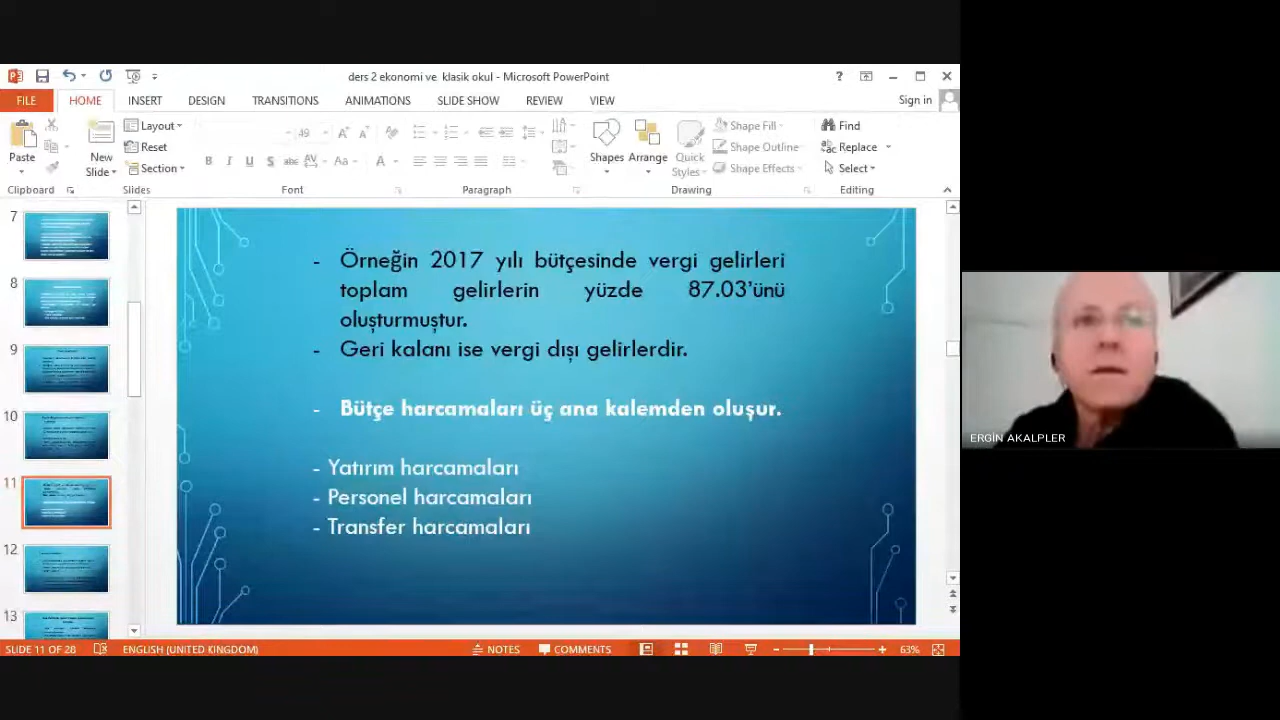 ders 2 ekonomi ve klasik okul - Microsoft PowerPoint
?
FILE
HOME
INSERT
DESIGN
TRANSITIONS
ANIMATIONS
SLIDE SHOW
REVIEW
VIEW
Sign in
Paste
Clipboard
New
Slide
Layout
Reset
Section
Slides
49
B I U S abc AV Aa A
Font
Paragraph
Shapes
Arrange
Quick
Styles
Shape Fill
Shape Outline
Shape Effects
Drawing
Find
Replace
Select
Editing
7
8
9
10
11
12
13
- Örneğin 2017 yılı bütçesinde vergi gelirleri
toplam gelirlerin yüzde 87.03’ünü
oluşturmuştur.
- Geri kalanı ise vergi dışı gelirlerdir.
- Bütçe harcamaları üç ana kalemden oluşur.
- Yatırım harcamaları
- Personel harcamaları
- Transfer harcamaları
ERGİN AKALPLER
SLIDE 11 OF 28
ENGLISH (UNITED KINGDOM)
NOTES
COMMENTS
63%